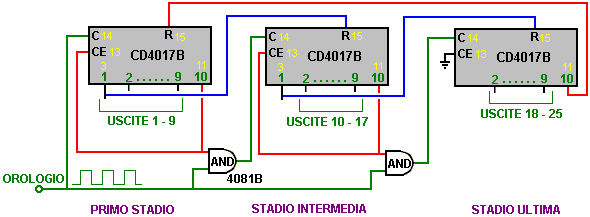 C 14 R 15
CE 13 CD4017B
3 11
1 2 ...... 9 10
USCITE 1 - 9
C 14 R 15
CE 13 CD4017B
3 11
1 2 ...... 9 10
USCITE 10 - 17
C 14 R 15
CE 13 CD4017B
11
2 ...... 9 10
USCITE 18 - 25
AND
AND
4081B
OROLOGIO
PRIMO STADIO
STADIO INTERMEDIA
STADIO ULTIMA